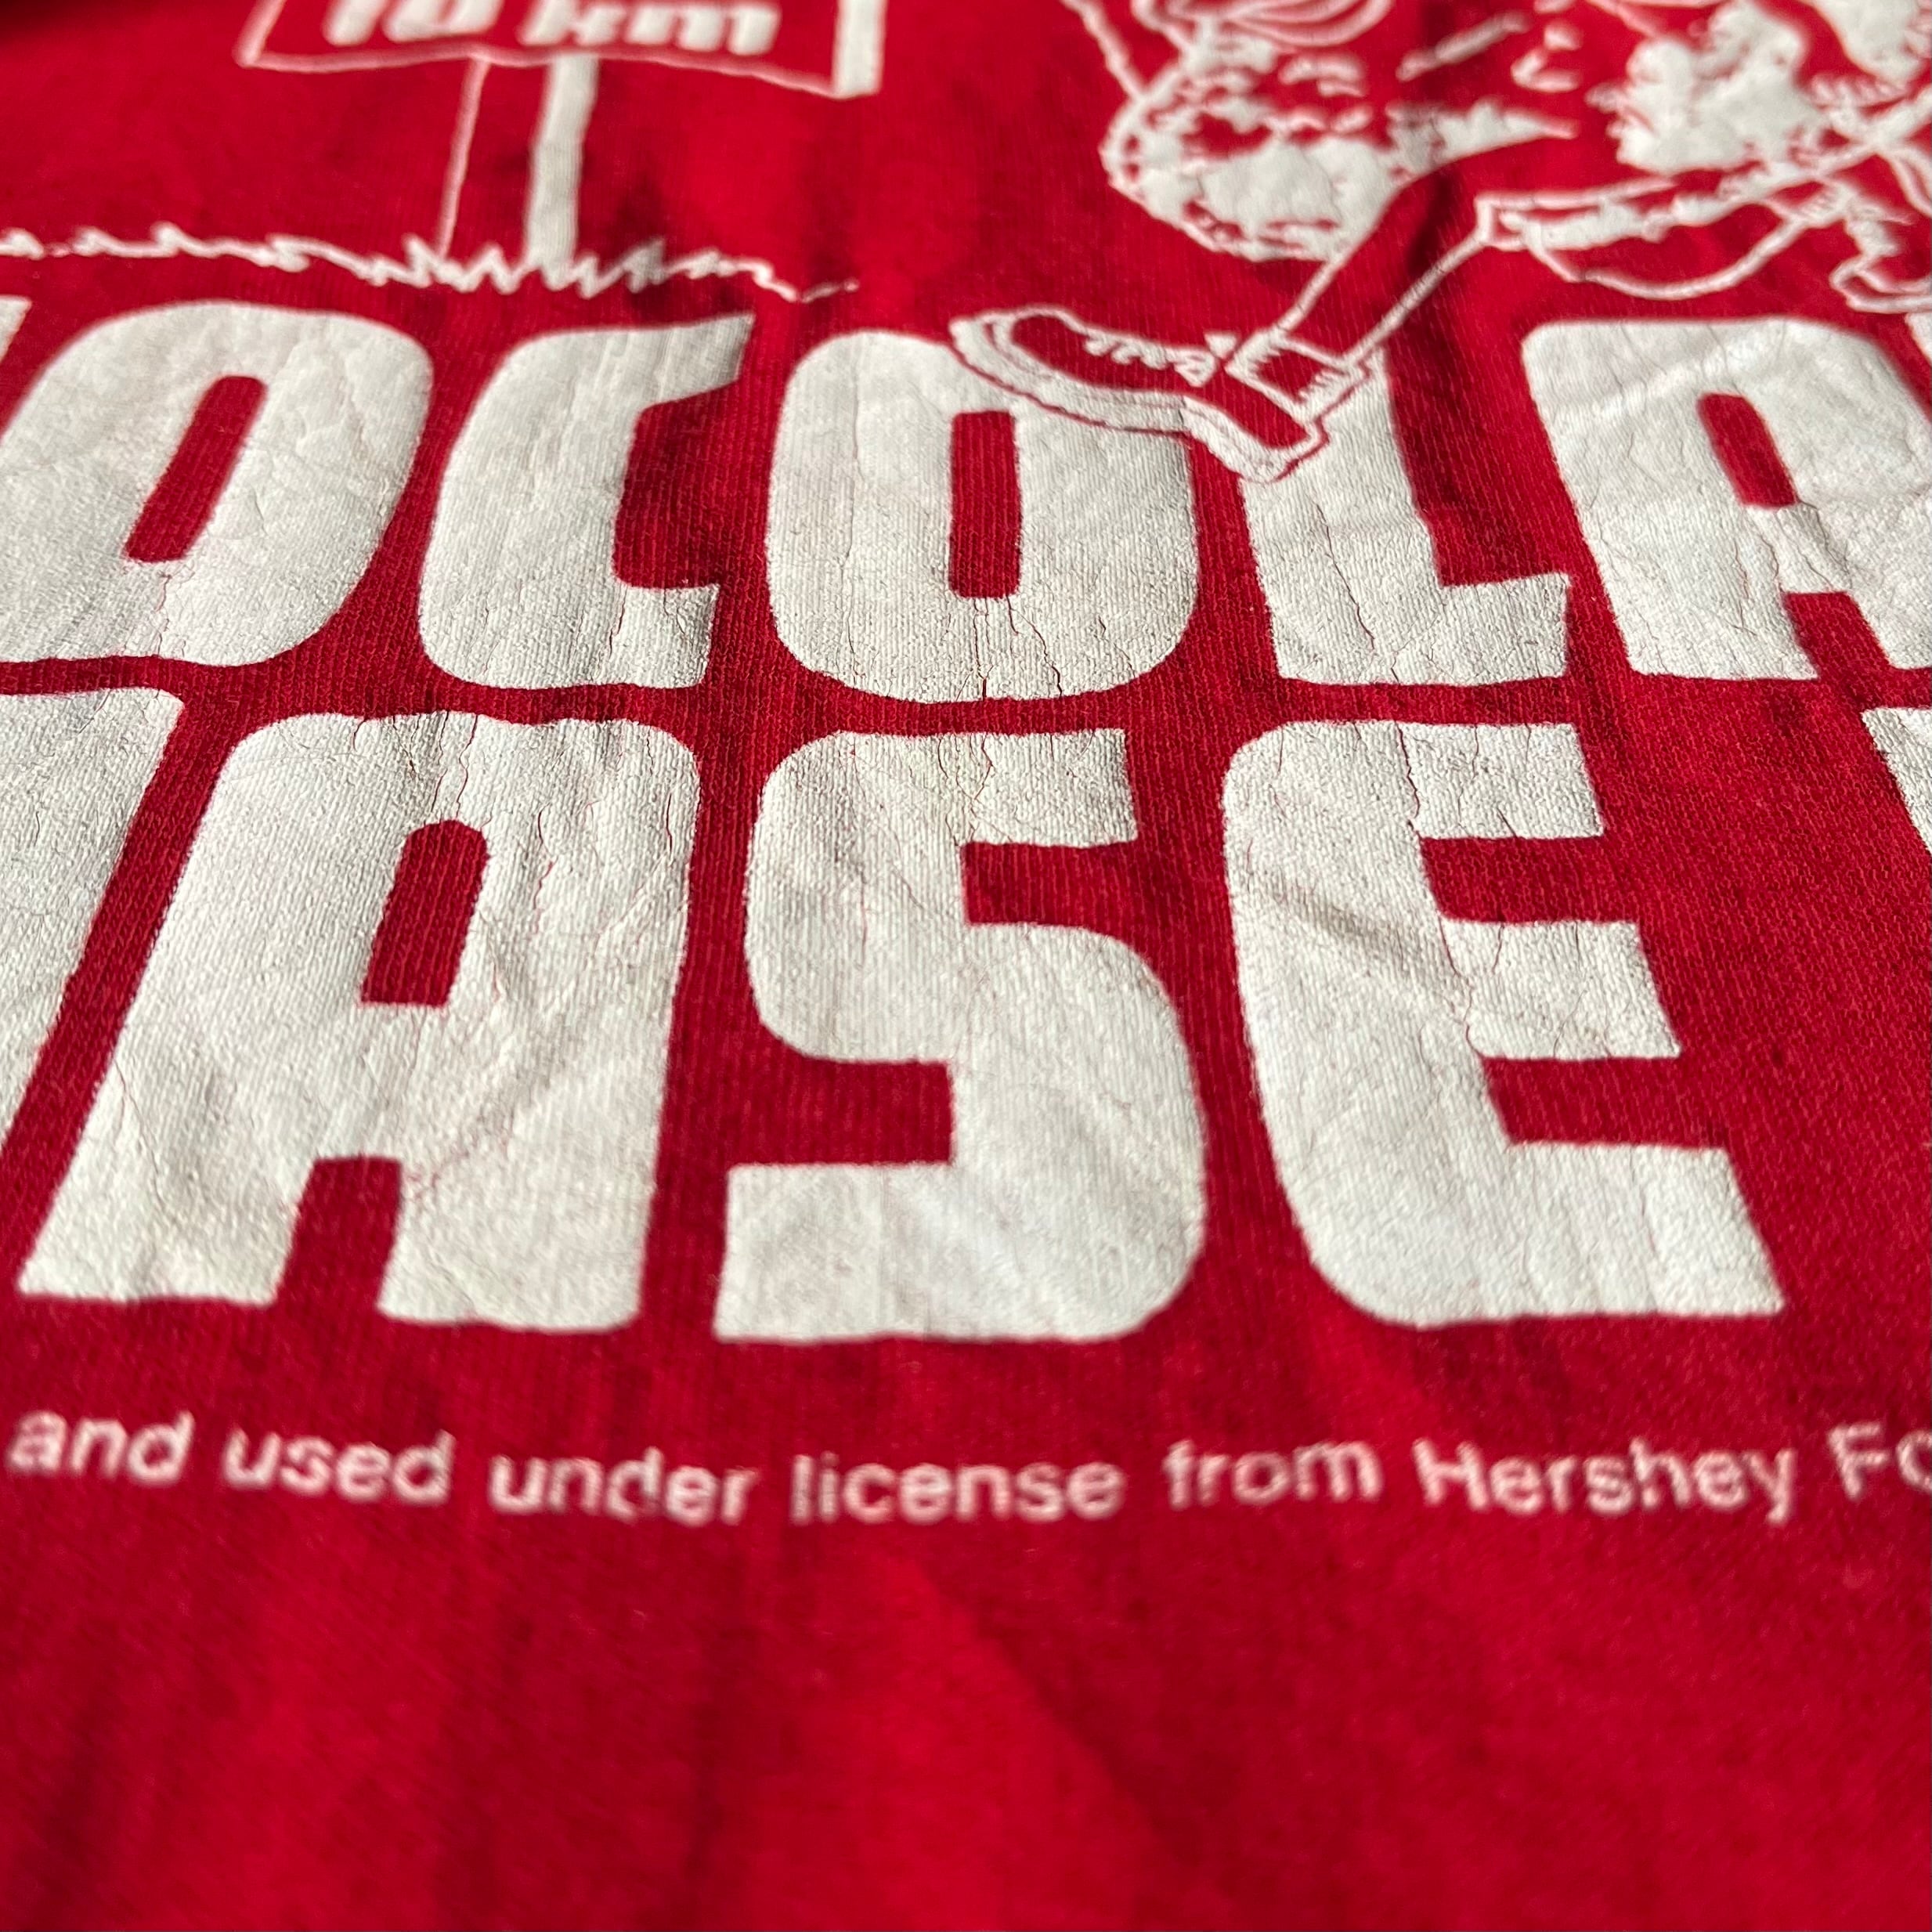 10 km
OCOLA
ASE
and used under license from Hershey Fo